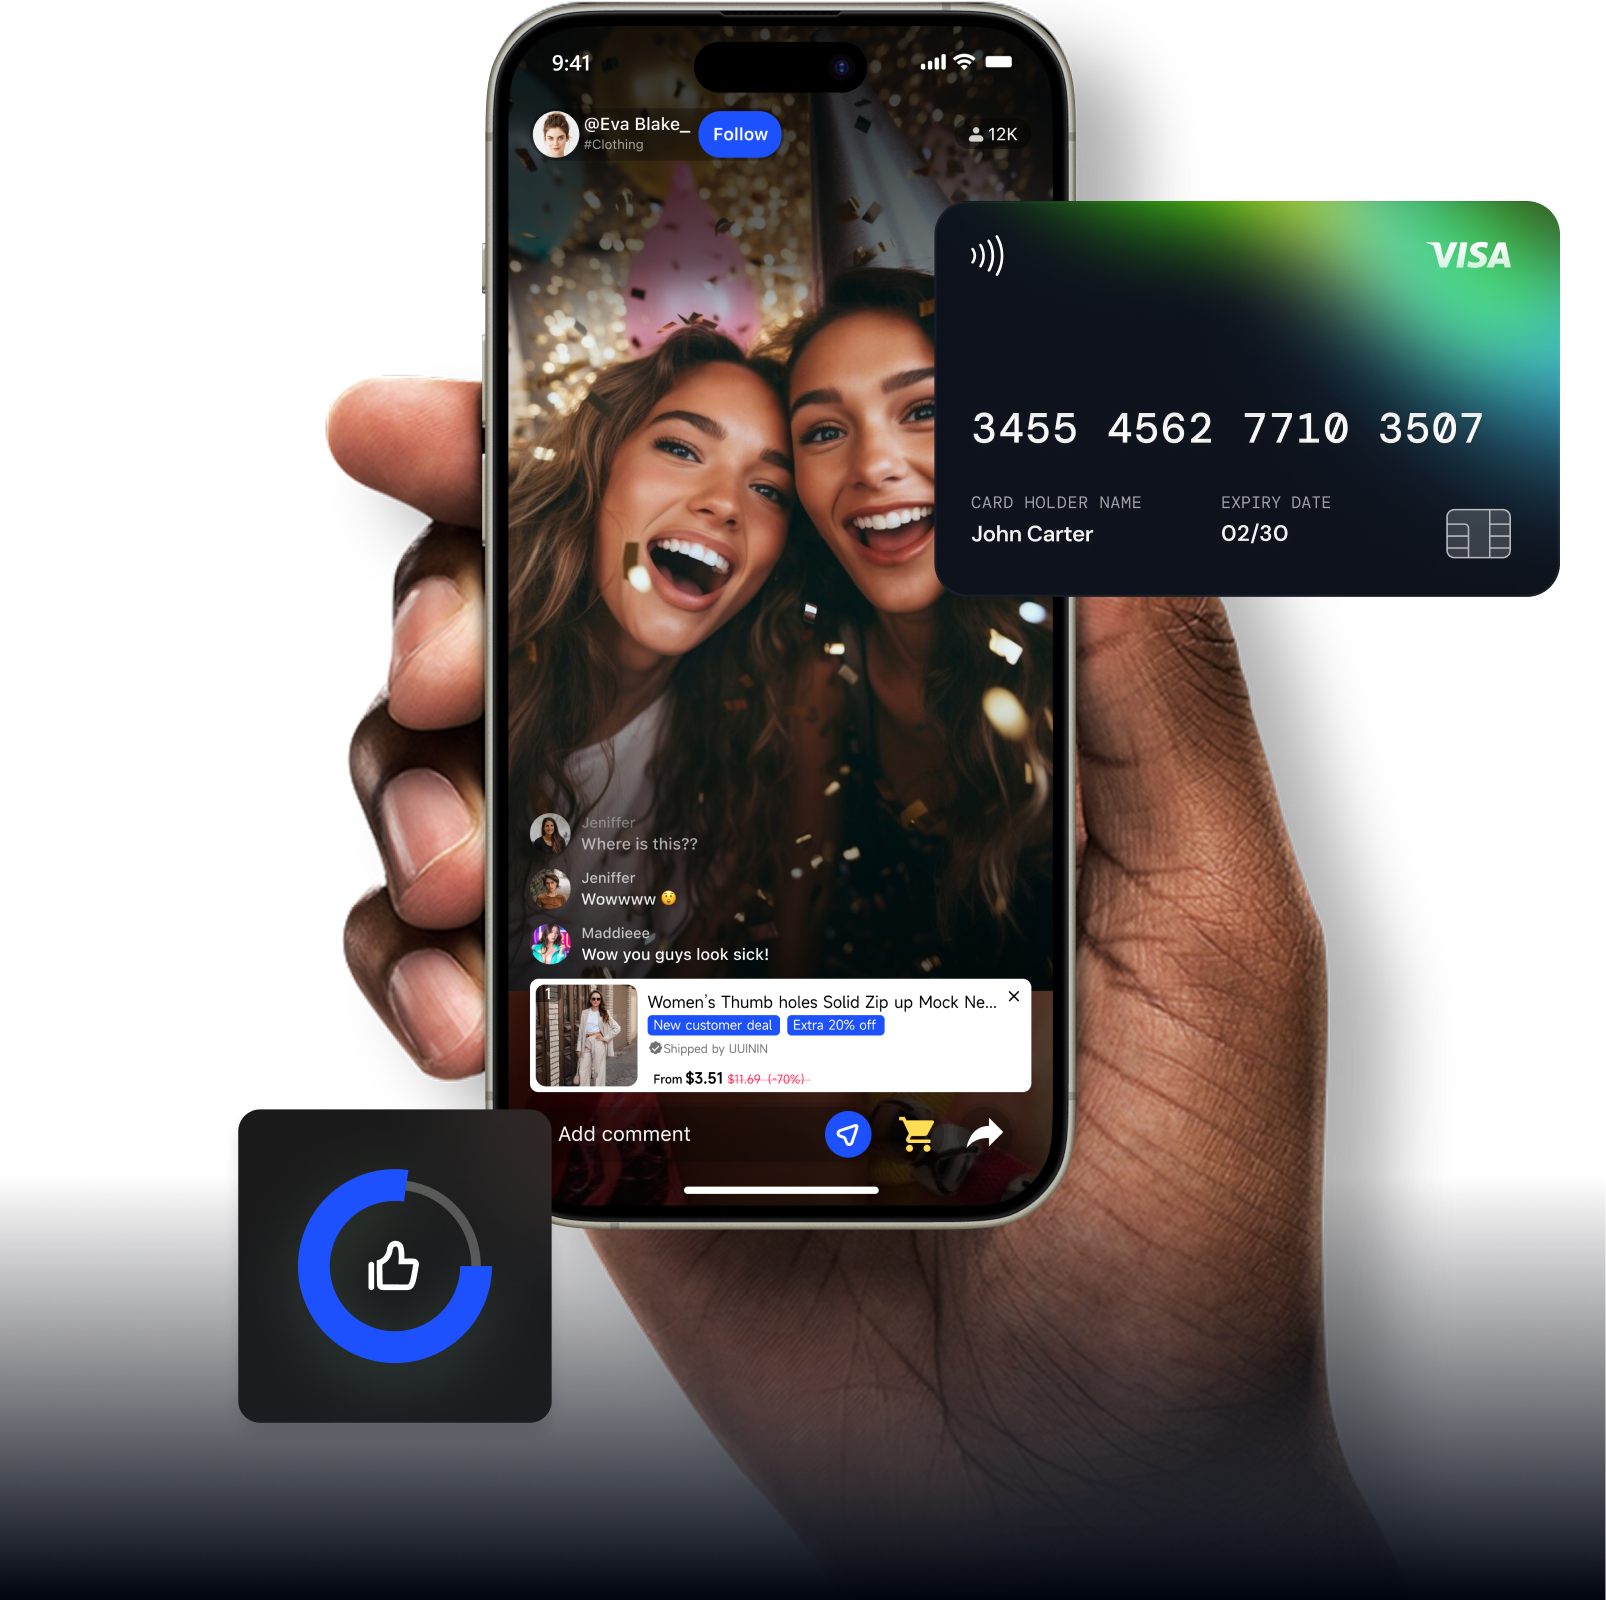 9:41
@Eva Blake_
#Clothing
Follow
12K
VISA
3455 4562 7710 3507
CARD HOLDER NAME
John Carter
EXPIRY DATE
02/30
Jeniffer
Where is this??
Jeniffer
Wowwww 😲
Maddieee
Wow you guys look sick!
1
Women's Thumb holes Solid Zip up Mock Ne...
New customer deal
Extra 20% off
Shipped by UUININ
From $3.51 $11.69 (-70%)
Add comment